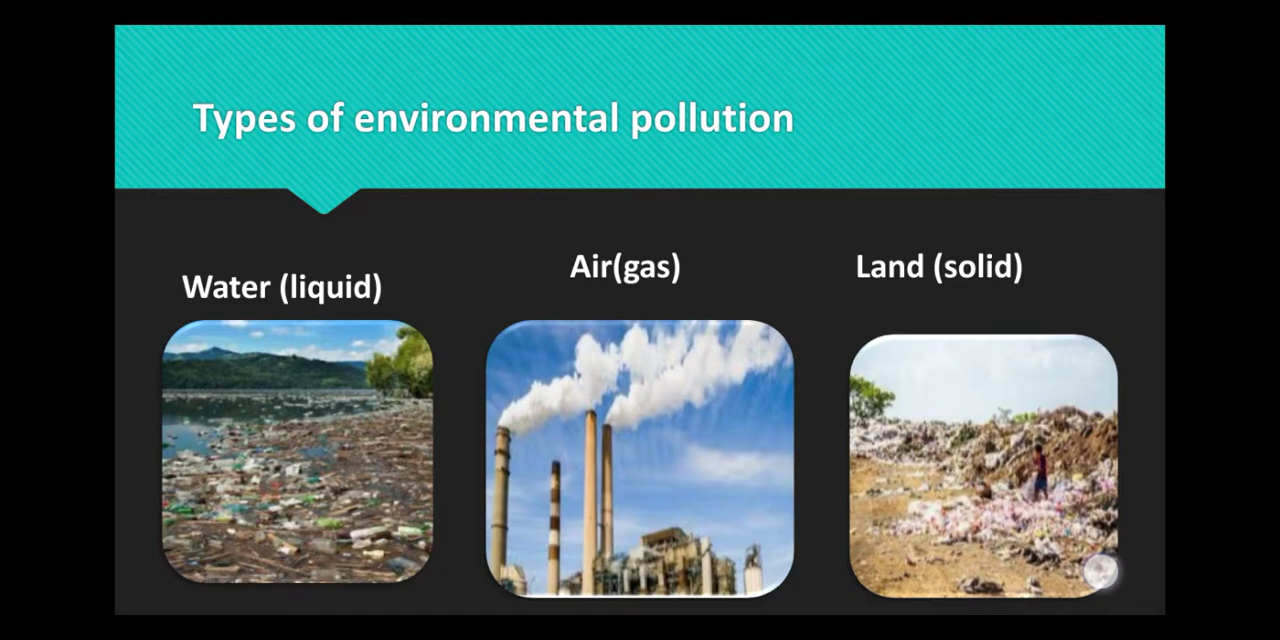 Types of environmental pollution
Water (liquid)
Air(gas)
Land (solid)